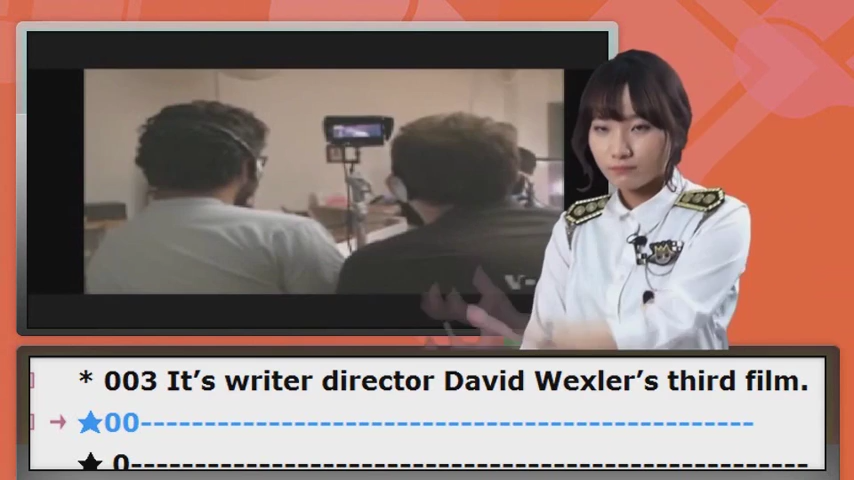 V-
* 003 It’s writer director David Wexler’s third film.
→ ★00------------------------------------------------
★ 0-----------------------------------------------------